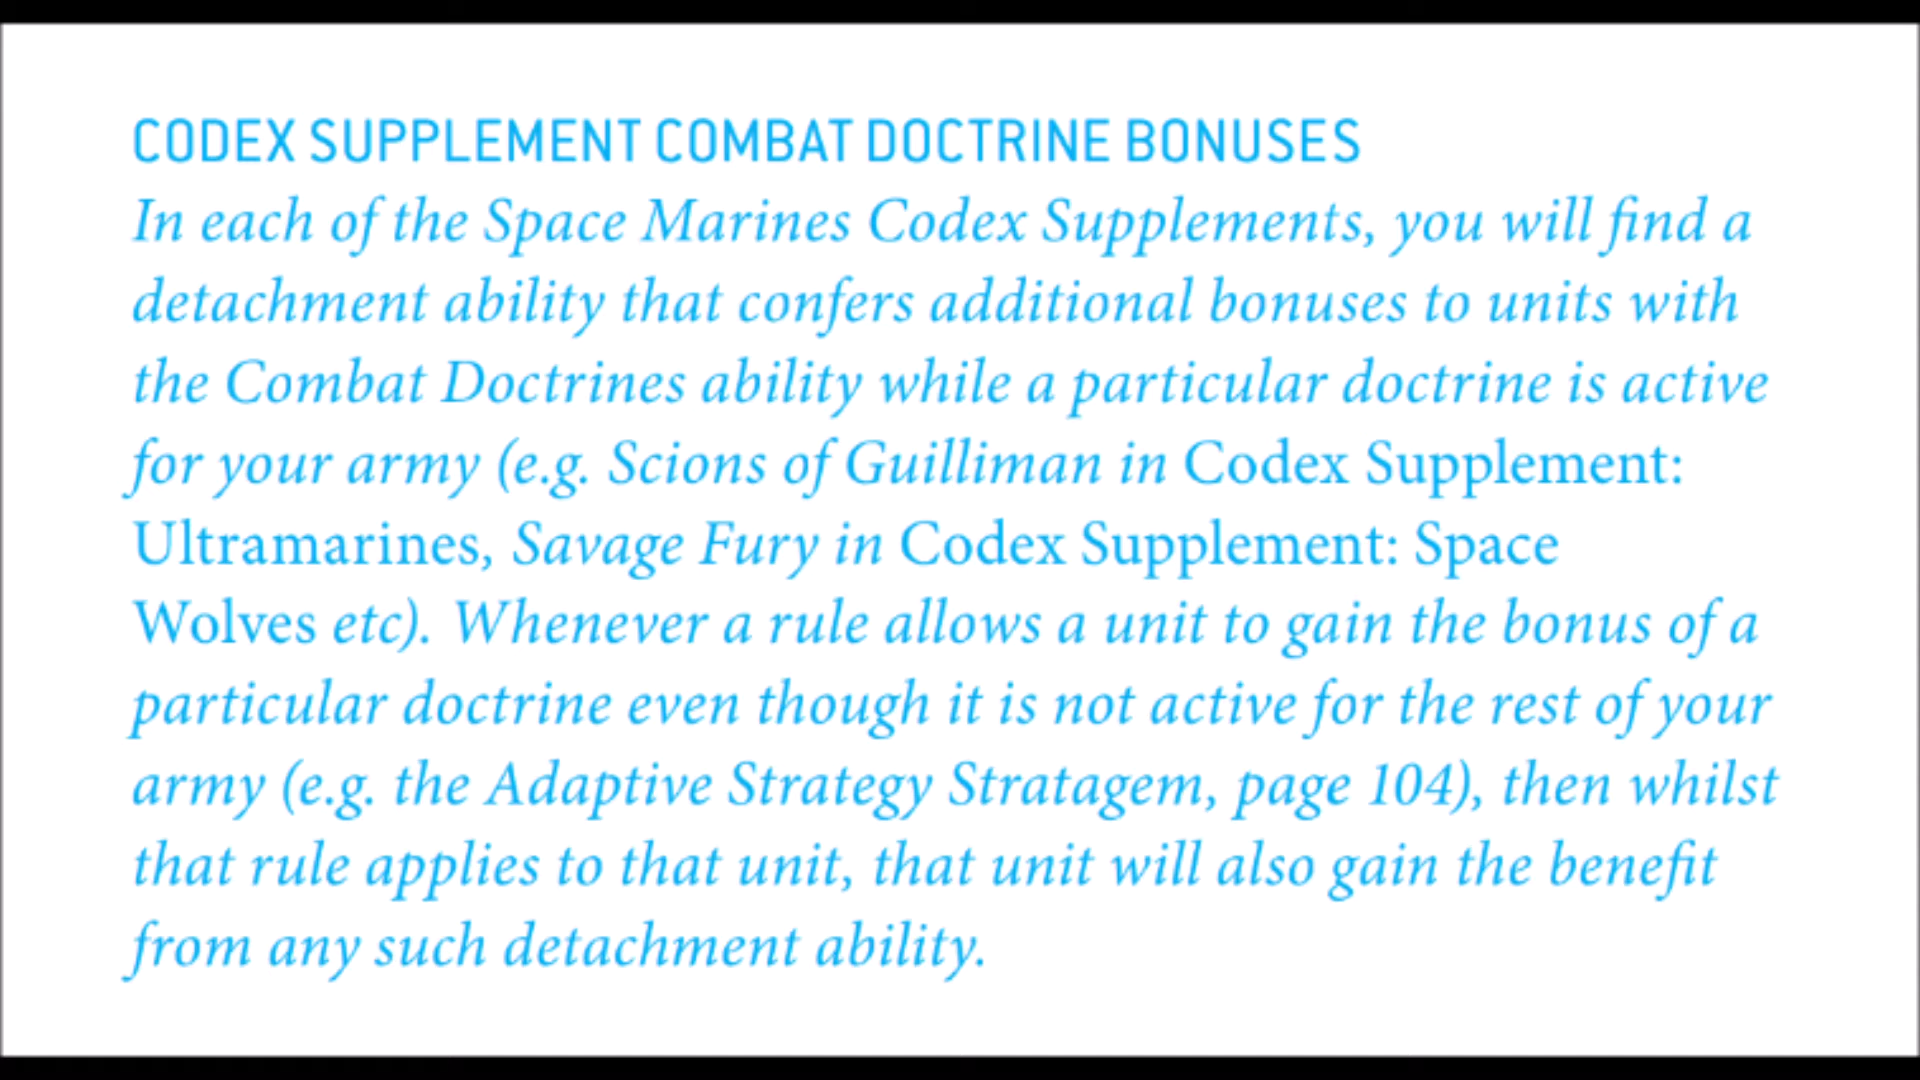 CODEX SUPPLEMENT COMBAT DOCTRINE BONUSES
In each of the Space Marines Codex Supplements, you will find a
detachment ability that confers additional bonuses to units with
the Combat Doctrines ability while a particular doctrine is active
for your army (e.g. Scions of Guilliman in Codex Supplement:
Ultramarines, Savage Fury in Codex Supplement: Space
Wolves etc). Whenever a rule allows a unit to gain the bonus of a
particular doctrine even though it is not active for the rest of your
army (e.g. the Adaptive Strategy Stratagem, page 104), then whilst
that rule applies to that unit, that unit will also gain the benefit
from any such detachment ability.